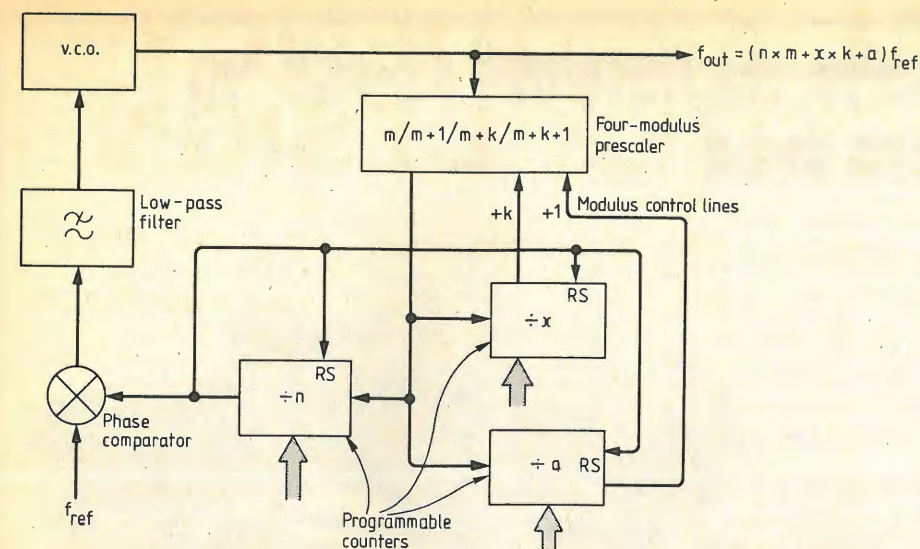 v.c.o.
f_out = (n × m + x × k + a) f_ref
m/m+1/m+k/m+k+1
Four-modulus
prescaler
Low-pass
filter
+k
+1
Modulus control lines
RS
÷x
RS
÷n
Phase
comparator
÷a
RS
f_ref
Programmable
counters